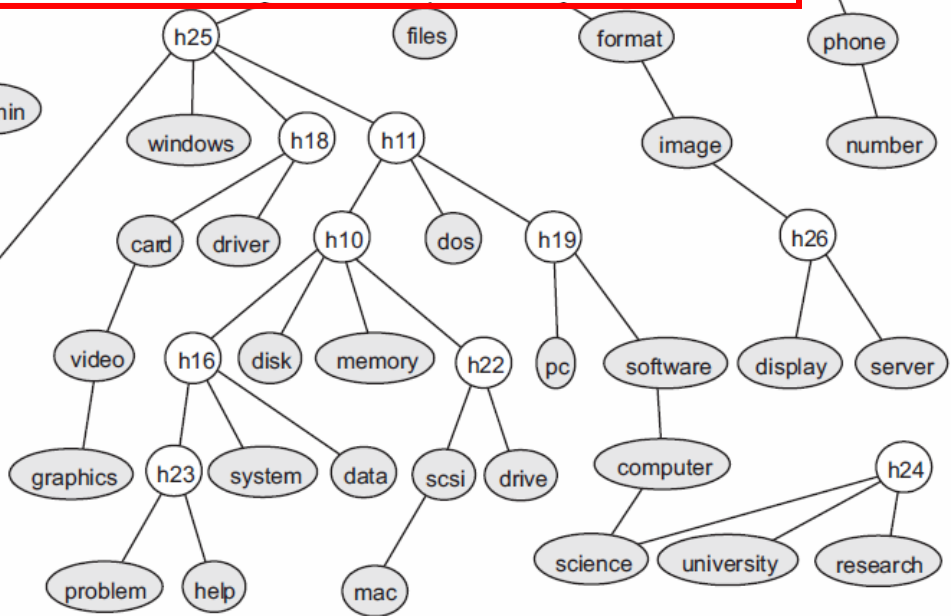 h25
files
format
phone
windows
h18
h11
image
number
card
driver
h10
dos
h19
h26
video
h16
disk
memory
h22
pc
software
display
server
graphics
h23
system
data
scsi
drive
computer
h24
problem
help
mac
science
university
research